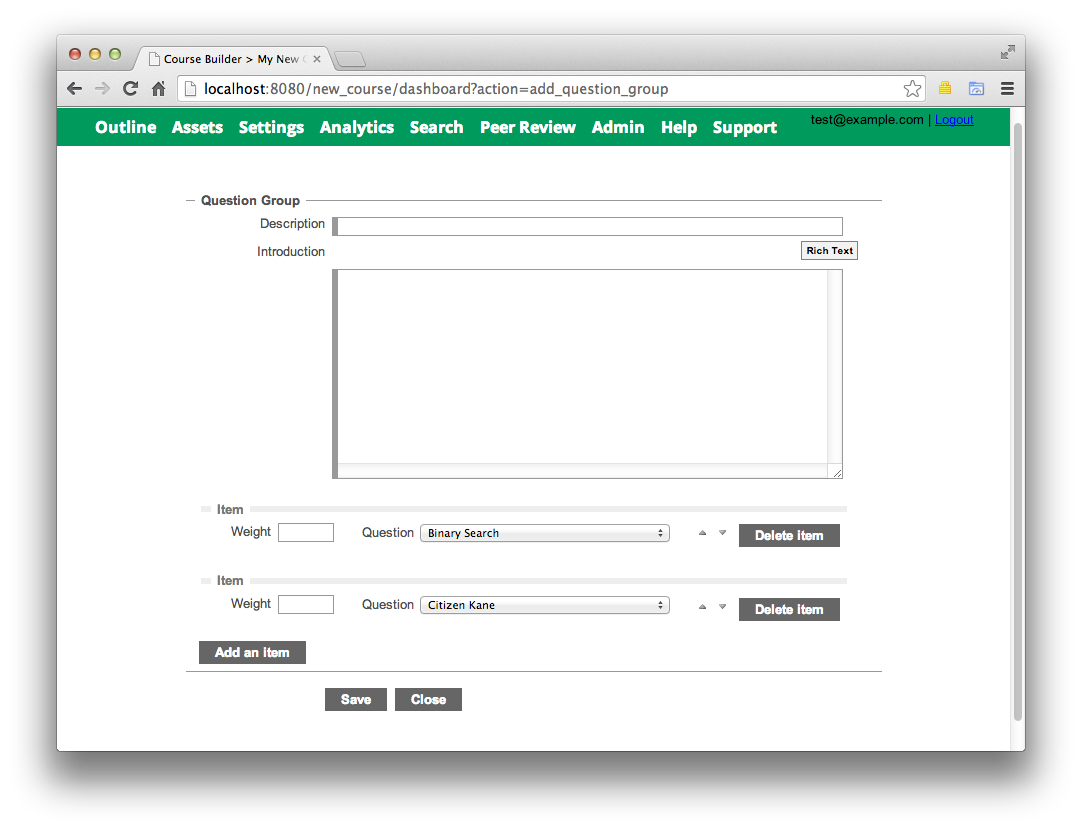 Course Builder > My New
localhost:8080/new_course/dashboard?action=add_question_group
Outline Assets Settings Analytics Search Peer Review Admin Help Support test@example.com | Logout
Question Group
Description
Introduction Rich Text
Item
Weight Question Binary Search Delete Item
Item
Weight Question Citizen Kane Delete Item
Add an item
Save Close